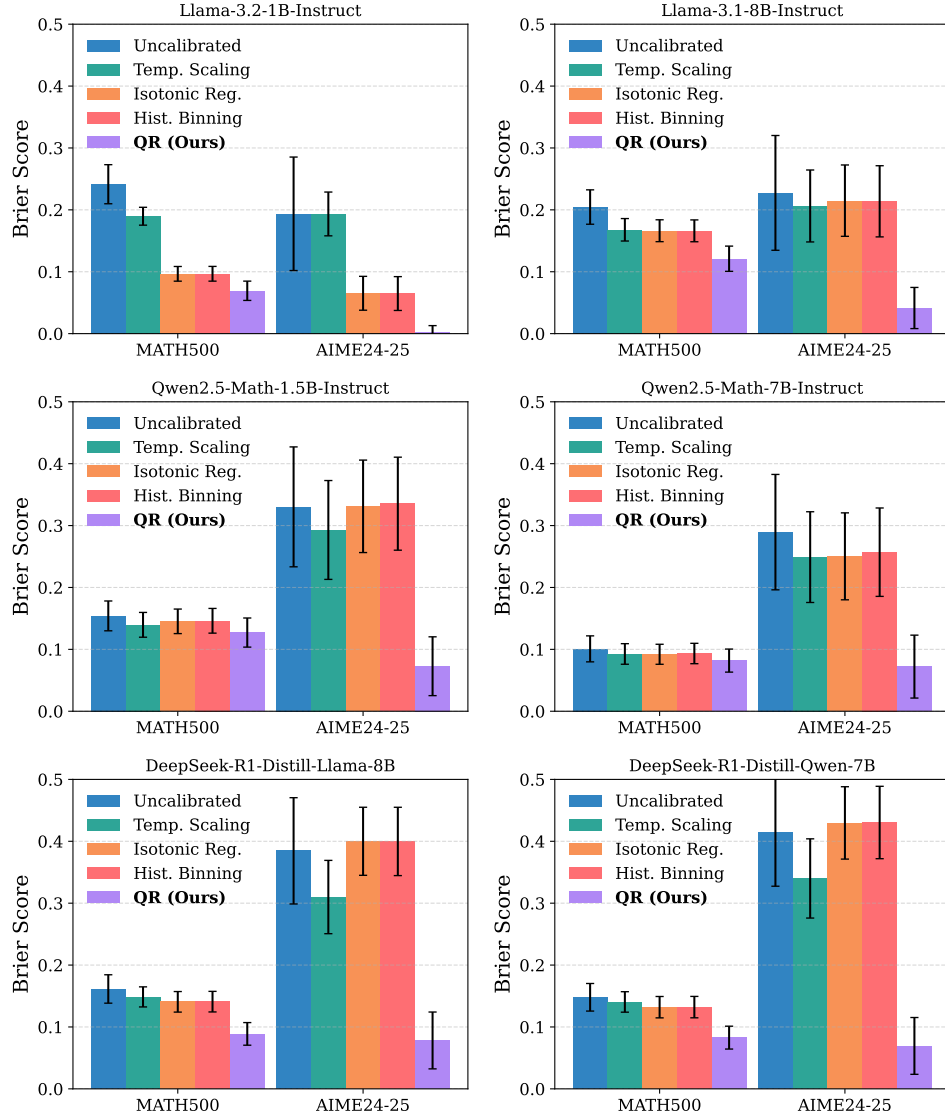 Llama-3.2-1B-Instruct
0.5
0.4
0.3
0.2
0.1
0.0
Brier Score
Uncalibrated
Temp. Scaling
Isotonic Reg.
Hist. Binning
QR (Ours)
MATH500
AIME24-25
Llama-3.1-8B-Instruct
0.5
0.4
0.3
0.2
0.1
0.0
Brier Score
Uncalibrated
Temp. Scaling
Isotonic Reg.
Hist. Binning
QR (Ours)
MATH500
AIME24-25
Qwen2.5-Math-1.5B-Instruct
0.5
0.4
0.3
0.2
0.1
0.0
Brier Score
Uncalibrated
Temp. Scaling
Isotonic Reg.
Hist. Binning
QR (Ours)
MATH500
AIME24-25
Qwen2.5-Math-7B-Instruct
0.5
0.4
0.3
0.2
0.1
0.0
Brier Score
Uncalibrated
Temp. Scaling
Isotonic Reg.
Hist. Binning
QR (Ours)
MATH500
AIME24-25
DeepSeek-R1-Distill-Llama-8B
0.5
0.4
0.3
0.2
0.1
0.0
Brier Score
Uncalibrated
Temp. Scaling
Isotonic Reg.
Hist. Binning
QR (Ours)
MATH500
AIME24-25
DeepSeek-R1-Distill-Qwen-7B
0.5
0.4
0.3
0.2
0.1
0.0
Brier Score
Uncalibrated
Temp. Scaling
Isotonic Reg.
Hist. Binning
QR (Ours)
MATH500
AIME24-25